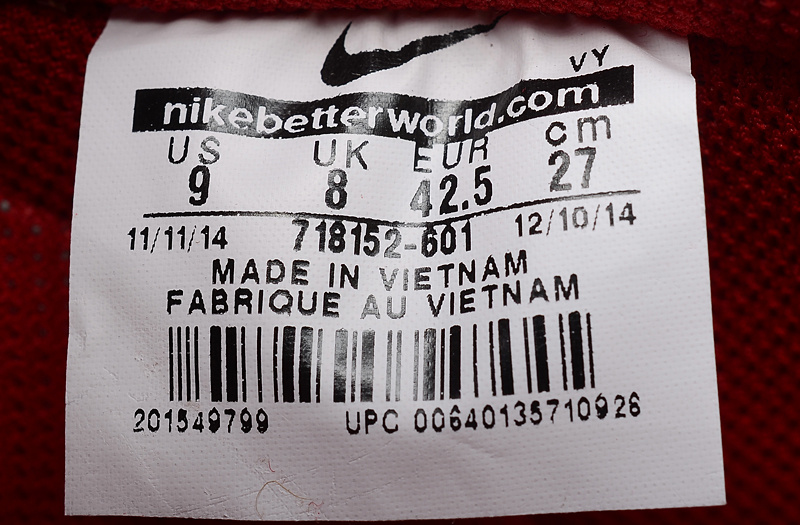 VY
nikebetterworld.com
US UK EUR cm
9 8 42.5 27
11/11/14 718152-601 12/10/14
MADE IN VIETNAM
FABRIQUE AU VIETNAM
201549799 UPC 00640135710926